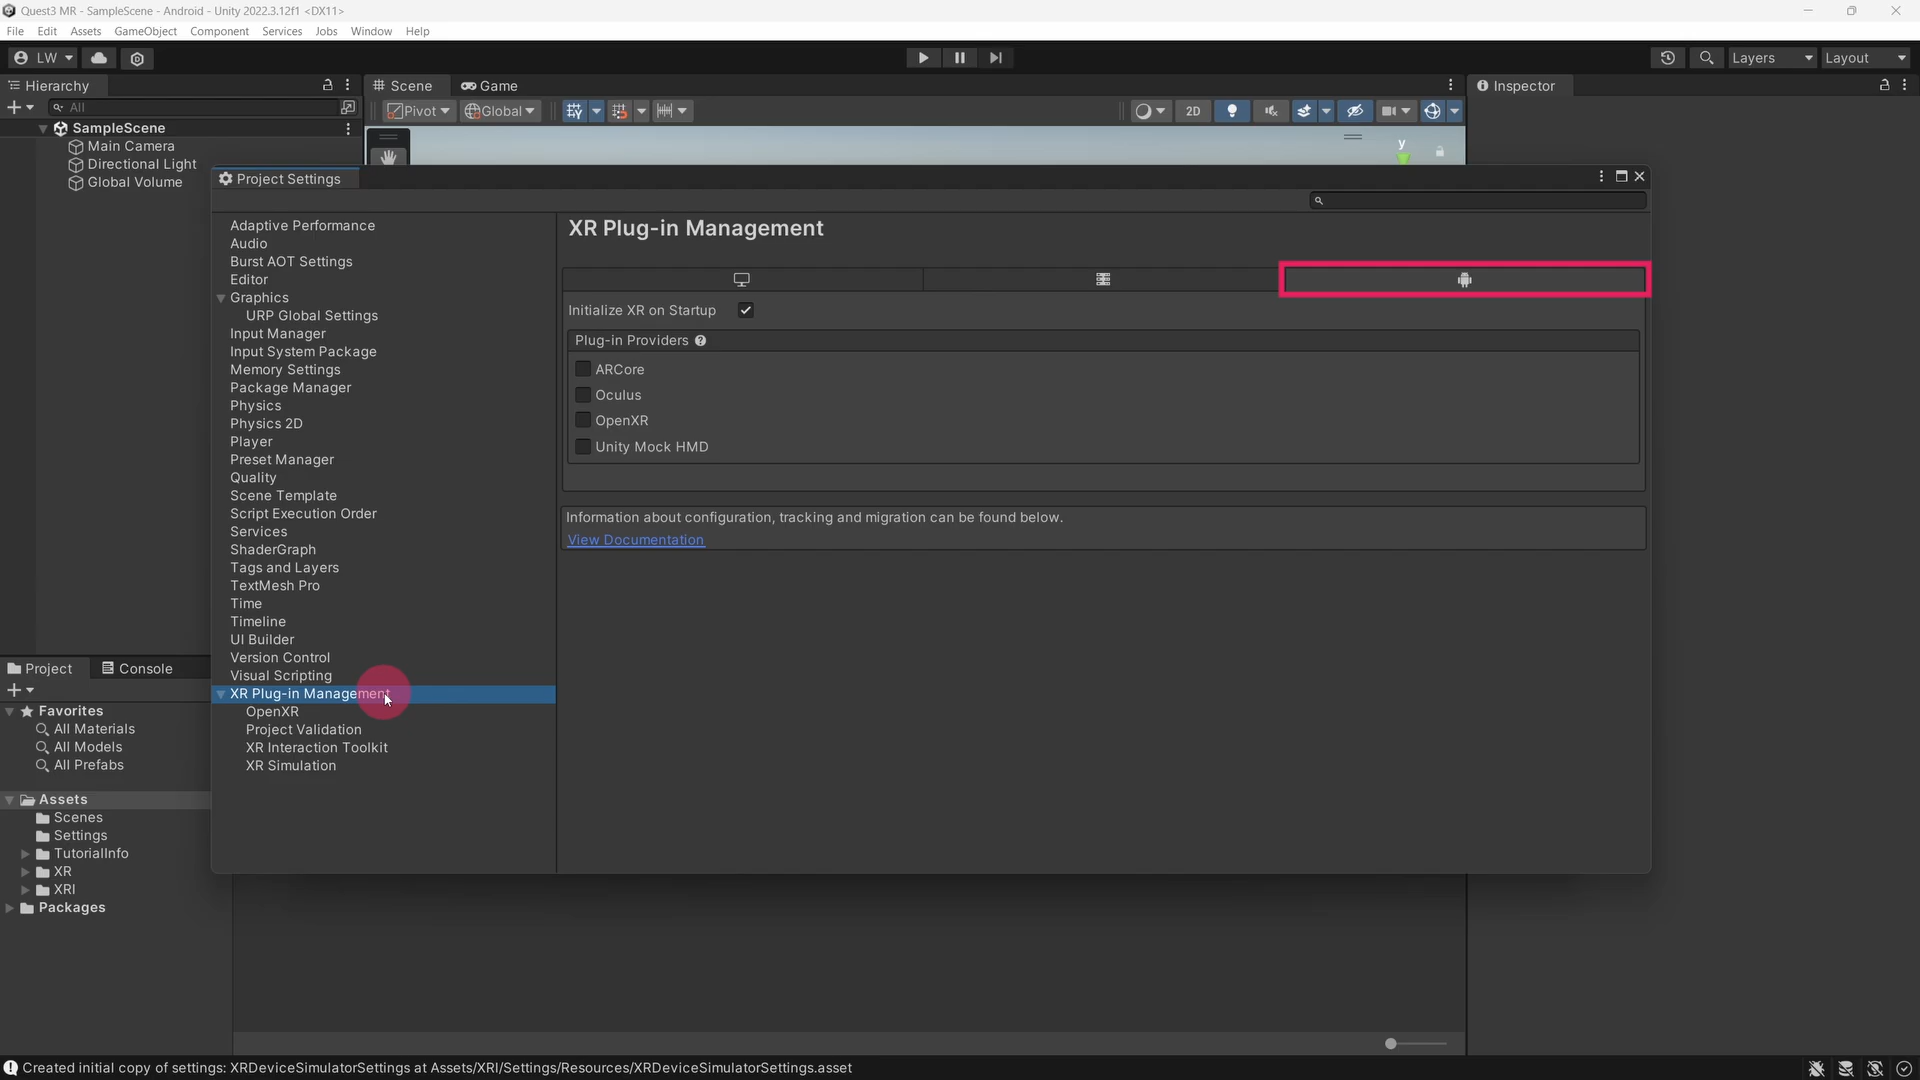 Quest3 MR - SampleScene - Android - Unity 2022.3.12f1 <DX11>
File Edit Assets GameObject Component Services Jobs Window Help
LW Layers Layout
Hierarchy
All
SampleScene
Main Camera
Directional Light
Global Volume
Scene Game
Pivot Global 2D
y
Inspector
Project Settings
Adaptive Performance
Audio
Burst AOT Settings
Editor
Graphics
URP Global Settings
Input Manager
Input System Package
Memory Settings
Package Manager
Physics
Physics 2D
Player
Preset Manager
Quality
Scene Template
Script Execution Order
Services
ShaderGraph
Tags and Layers
TextMesh Pro
Time
Timeline
UI Builder
Version Control
Visual Scripting
XR Plug-in Management
OpenXR
Project Validation
XR Interaction Toolkit
XR Simulation
XR Plug-in Management
Initialize XR on Startup
Plug-in Providers
ARCore
Oculus
OpenXR
Unity Mock HMD
Information about configuration, tracking and migration can be found below.
View Documentation
Project Console
Favorites
All Materials
All Models
All Prefabs
Assets
Scenes
Settings
TutorialInfo
XR
XRI
Packages
Created initial copy of settings: XRDeviceSimulatorSettings at Assets/XRI/Settings/Resources/XRDeviceSimulatorSettings.asset